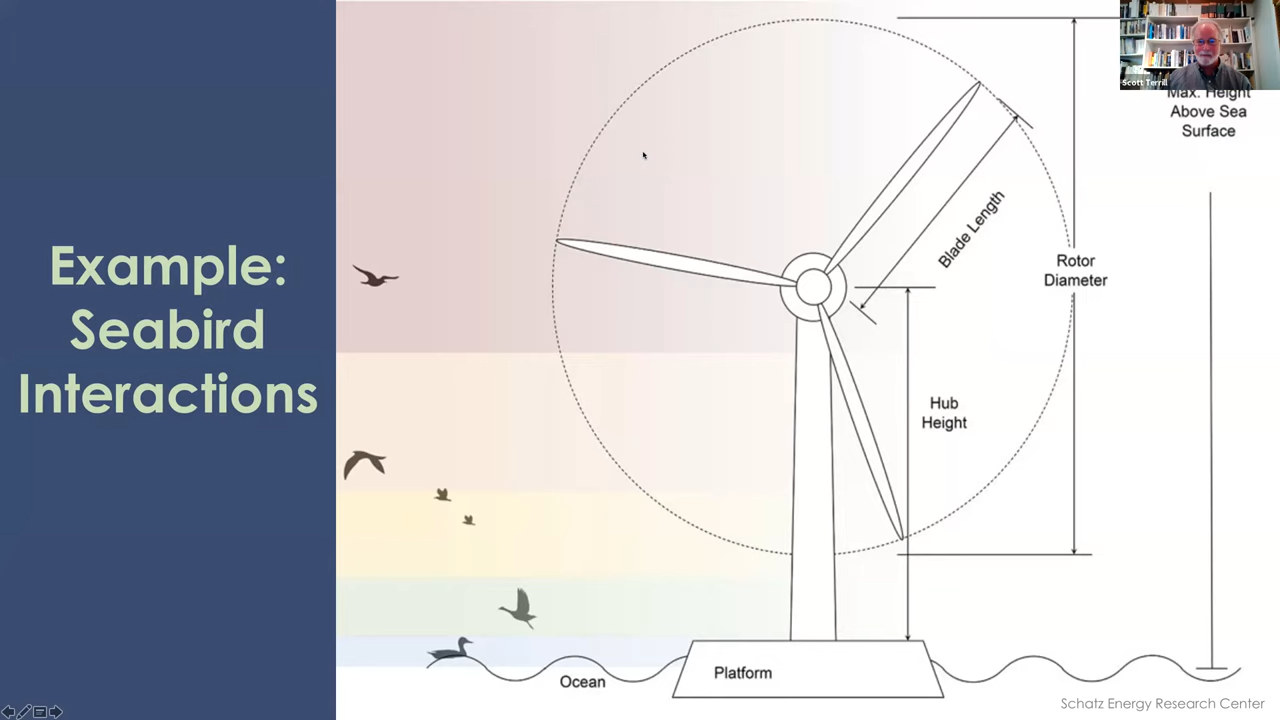 Example:
Seabird
Interactions
Scott Terrill
Max. Height
Above Sea
Surface
Blade Length
Rotor
Diameter
Hub
Height
Platform
Ocean
Schatz Energy Research Center